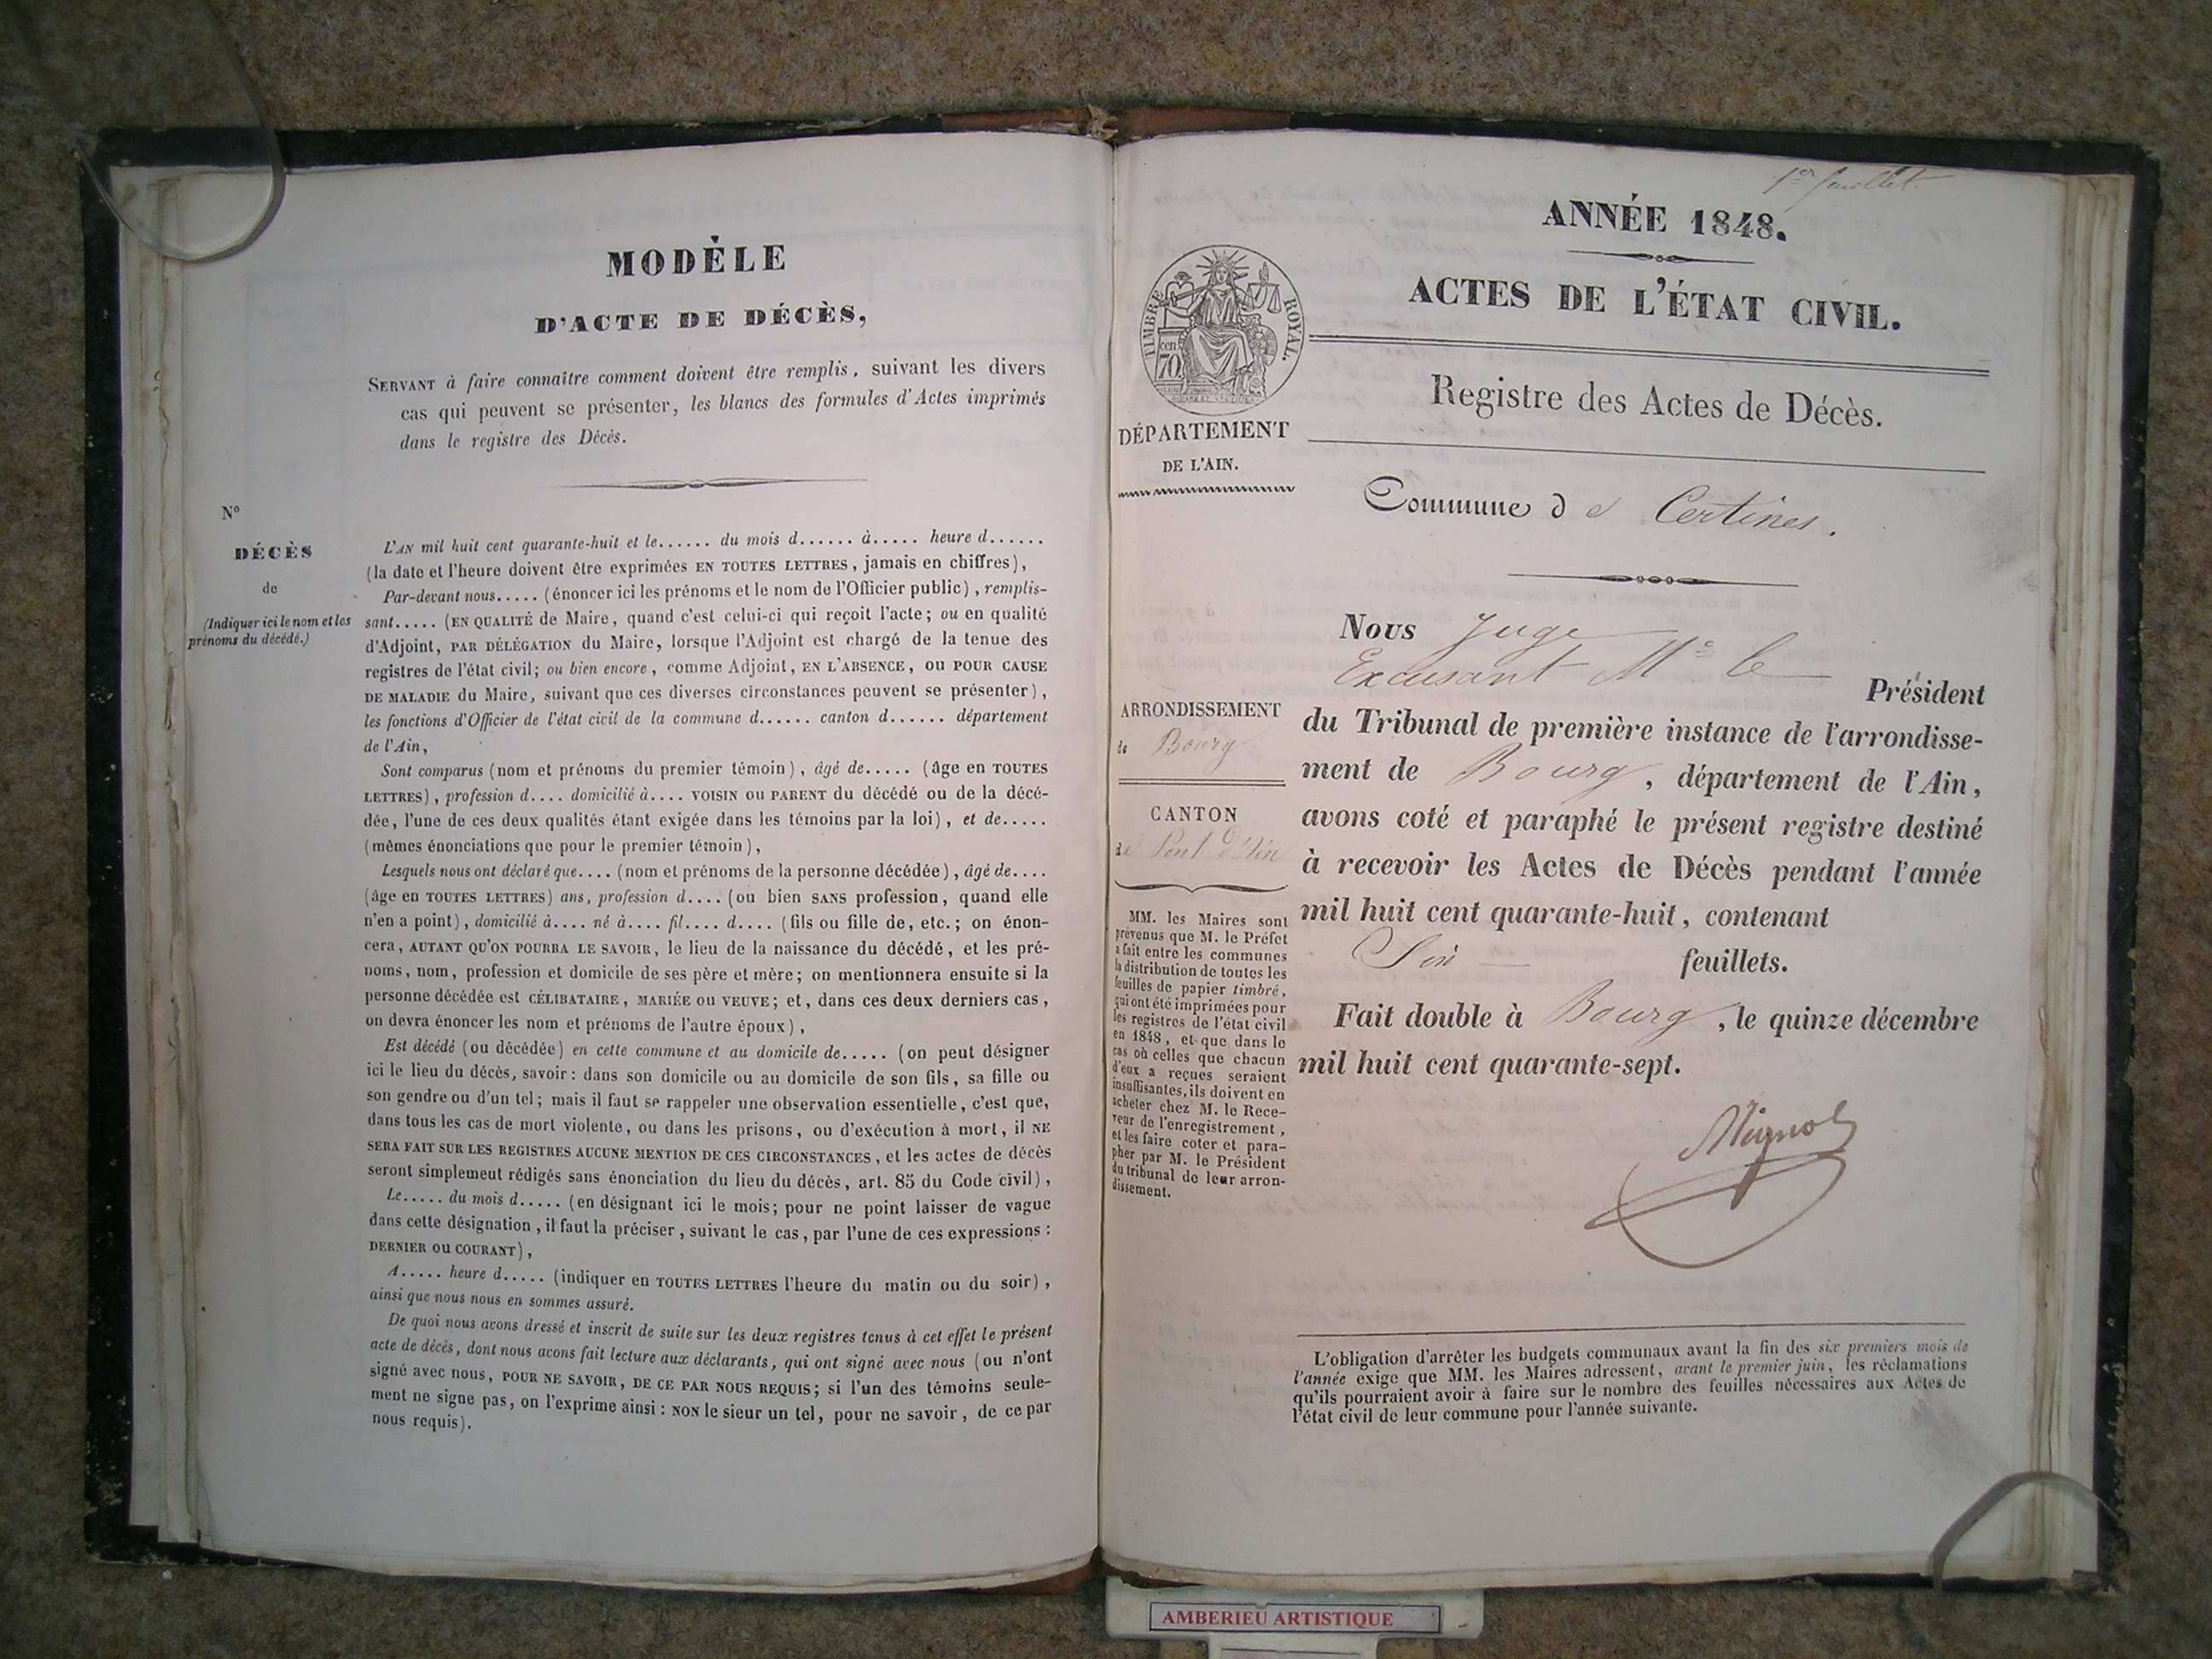 MODÈLE
D'ACTE DE DÉCÈS,
SERVANT à faire connaître comment doivent être remplis, suivant les divers
cas qui peuvent se présenter, les blancs des formules d'Actes imprimés
dans le registre des Décès.
N°
DÉCÈS
de
(Indiquer ici le nom et les
prénoms du décédé.)
L'AN mil huit cent quarante-huit et le...... du mois d...... à..... heure d......
(la date et l'heure doivent être exprimées EN TOUTES LETTRES, jamais en chiffres),
Par-devant nous..... (énoncer ici les prénoms et le nom de l'Officier public), remplis-
sant..... (EN QUALITÉ de Maire, quand c'est celui-ci qui reçoit l'acte; ou en qualité
d'Adjoint, PAR DÉLÉGATION du Maire, lorsque l'Adjoint est chargé de la tenue des
registres de l'état civil; ou bien encore, comme Adjoint, EN L'ABSENCE, OU POUR CAUSE
DE MALADIE du Maire, suivant que ces diverses circonstances peuvent se présenter),
les fonctions d'Officier de l'état civil de la commune d...... canton d...... département
de l'Ain,
Sont comparus (nom et prénoms du premier témoin), âgé de..... (âge en TOUTES
LETTRES), profession d.... domicilié à.... VOISIN OU PARENT du décédé ou de la décé-
dée, l'une de ces deux qualités étant exigée dans les témoins par la loi), et de.....
(mêmes énonciations que pour le premier témoin),
Lesquels nous ont déclaré que.... (nom et prénoms de la personne décédée), âgé de....
(âge en TOUTES LETTRES) ans, profession d.... (ou bien SANS profession, quand elle
n'en a point), domicilié à.... né à.... fil.... d.... (fils ou fille de, etc.; on énon-
cera, AUTANT QU'ON POURRA LE SAVOIR, le lieu de la naissance du décédé, et les pré-
noms, nom, profession et domicile de ses père et mère; on mentionnera ensuite si la
personne décédée est CÉLIBATAIRE, MARIÉE OU VEUVE; et, dans ces deux derniers cas,
on devra énoncer les nom et prénoms de l'autre époux),
Est décédé (ou décédée) en cette commune et au domicile de..... (on peut désigner
ici le lieu du décès, savoir: dans son domicile ou au domicile de son fils, sa fille ou
son gendre ou d'un tel; mais il faut se rappeler une observation essentielle, c'est que,
dans tous les cas de mort violente, ou dans les prisons, ou d'exécution à mort, il NE
SERA FAIT SUR LES REGISTRES AUCUNE MENTION DE CES CIRCONSTANCES, et les actes de décès
seront simplement rédigés sans énonciation du lieu du décès, art. 85 du Code civil),
Le..... du mois d..... (en désignant ici le mois; pour ne point laisser de vague
dans cette désignation, il faut la préciser, suivant le cas, par l'une de ces expressions:
DERNIER OU COURANT),
A..... heure d..... (indiquer en TOUTES LETTRES l'heure du matin ou du soir),
ainsi que nous nous en sommes assuré.
De quoi nous avons dressé et inscrit de suite sur les deux registres tenus à cet effet le présent
acte de décès, dont nous avons fait lecture aux déclarants, qui ont signé avec nous (ou n'ont
signé avec nous, POUR NE SAVOIR, DE CE PAR NOUS REQUIS; si l'un des témoins seule-
ment ne signe pas, on l'exprime ainsi: NON le sieur un tel, pour ne savoir, de ce par
nous requis).
1er feuillet.
ANNÉE 1848.
ACTES DE L'ÉTAT CIVIL.
TIMBRE ROYAL.
cen
70
Registre des Actes de Décès.
DÉPARTEMENT
DE L'AIN.
Commune de Certines.
ARRONDISSEMENT
de Bourg
CANTON
de Pont d'Ain
MM. les Maires sont
prévenus que M. le Préfet
a fait entre les communes
la distribution de toutes les
feuilles de papier timbré,
qui ont été imprimées pour
les registres de l'état civil
en 1848, et que dans le
cas où celles que chacun
d'eux a reçues seraient
insuffisantes, ils doivent en
acheter chez M. le Rece-
veur de l'enregistrement,
et les faire coter et para-
pher par M. le Président
du tribunal de leur arron-
dissement.
Nous Juge
Excusant Mr le Président
du Tribunal de première instance de l'arrondisse-
ment de Bourg, département de l'Ain,
avons coté et paraphé le présent registre destiné
à recevoir les Actes de Décès pendant l'année
mil huit cent quarante-huit, contenant
Six feuillets.
Fait double à Bourg, le quinze décembre
mil huit cent quarante-sept.
L'obligation d'arrêter les budgets communaux avant la fin des six premiers mois de
l'année exige que MM. les Maires adressent, avant le premier juin, les réclamations
qu'ils pourraient avoir à faire sur le nombre des feuilles nécessaires aux Actes de
l'état civil de leur commune pour l'année suivante.
AMBERIEU ARTISTIQUE